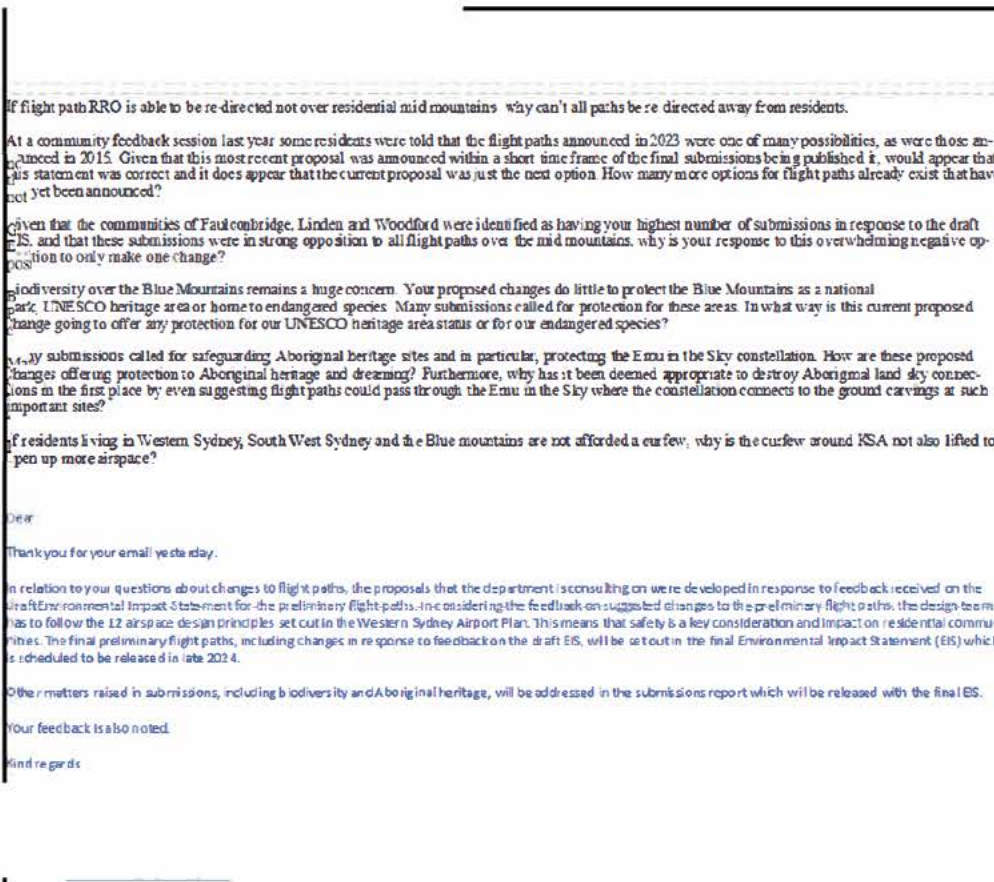 If flight path RRO is able to be re-directed not over residential mid mountains why can't all paths be re directed away from residents.
At a community feedback session last year some residents were told that the flight paths announced in 2023 were one of many possibilities, as were those an-
nounced in 2015. Given that this most recent proposal was announced within a short time frame of the final submissions being published it, would appear that
this statement was correct and it does appear that the current proposal was just the next option. How many more options for flight paths already exist that have
not yet been announced?
Given that the communities of Faulconbridge, Linden and Woodford were identified as having your highest number of submissions in response to the draft
EIS, and that these submissions were in strong opposition to all flight paths over the mid mountains, why is your response to this overwhelming negative op-
position to only make one change?
Biodiversity over the Blue Mountains remains a huge concern. Your proposed changes do little to protect the Blue Mountains as a national
park, UNESCO heritage area or home to endangered species. Many submissions called for protection for these areas. In what way is this current proposed
change going to offer any protection for our UNESCO heritage area status or for our endangered species?
Many submissions called for safeguarding Aboriginal heritage sites and in particular, protecting the Emu in the Sky constellation. How are these proposed
changes offering protection to Aboriginal heritage and dreaming? Furthermore, why has it been deemed appropriate to destroy Aboriginal land sky connec-
tions in the first place by even suggesting flight paths could pass through the Emu in the Sky where the constellation connects to the ground carvings at such
important sites?
If residents living in Western Sydney, South West Sydney and the Blue mountains are not afforded a curfew, why is the curfew around KSA not also lifted to
open up more airspace?
Dear
Thank you for your email yesterday.
In relation to your questions about changes to flight paths, the proposals that the department is consulting on were developed in response to feedback received on the
draft Environmental Impact Statement for the preliminary flight paths. In considering the feedback on suggested changes to the preliminary flight paths, the design team
has to follow the 12 airspace design principles set out in the Western Sydney Airport Plan. This means that safety is a key consideration and impact on residential commu-
nities. The final preliminary flight paths, including changes in response to feedback on the draft EIS, will be set out in the final Environmental Impact Statement (EIS) which
is scheduled to be released in late 2024.
Other matters raised in submissions, including biodiversity and Aboriginal heritage, will be addressed in the submissions report which will be released with the final EIS.
Your feedback is also noted.
Kind regards